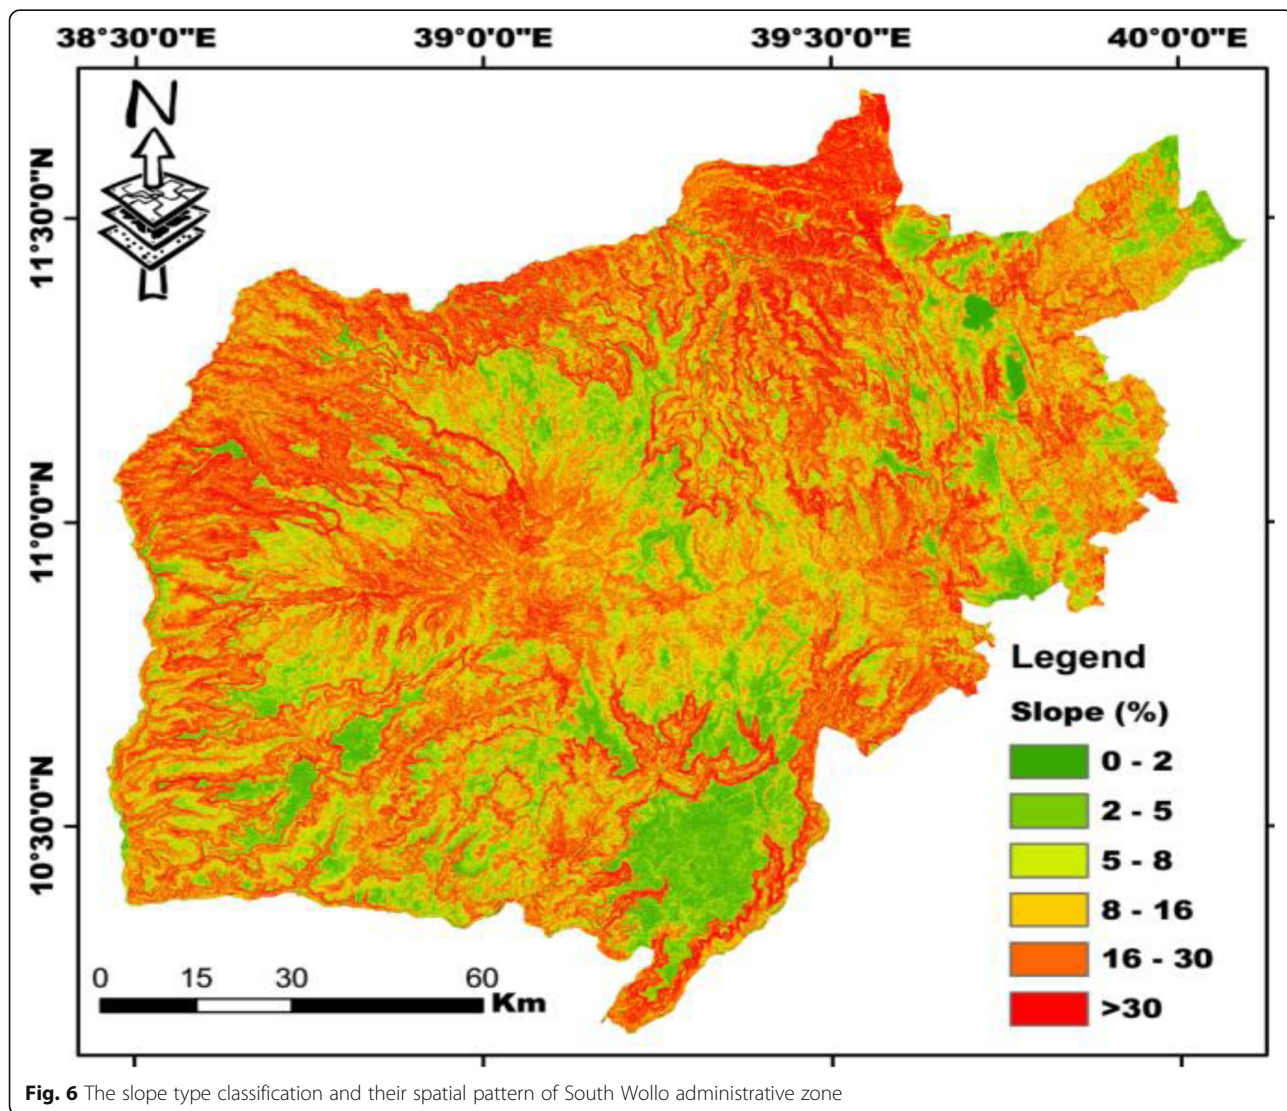 38°30'0"E 39°0'0"E 39°30'0"E 40°0'0"E
N
11°30'0"N
11°0'0"N
10°30'0"N
Legend
Slope (%)
0 - 2
2 - 5
5 - 8
8 - 16
16 - 30
>30
0 15 30 60
Km
Fig. 6 The slope type classification and their spatial pattern of South Wollo administrative zone